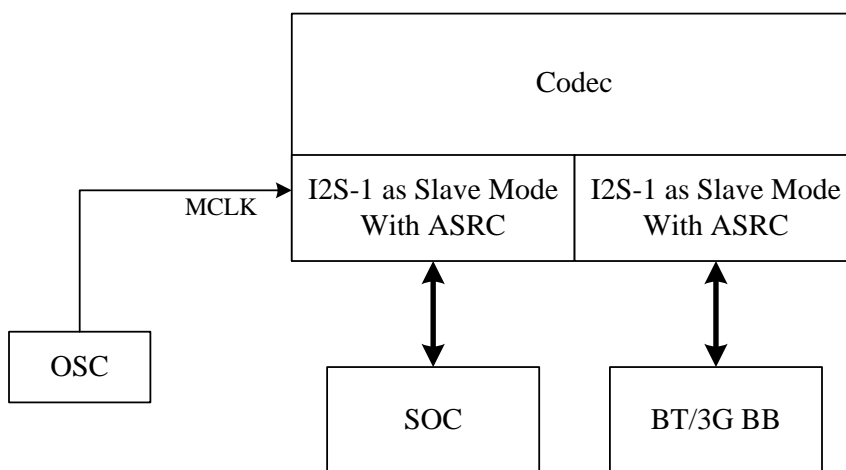 Codec
I2S-1 as Slave Mode
With ASRC
I2S-1 as Slave Mode
With ASRC
MCLK
OSC
SOC
BT/3G BB